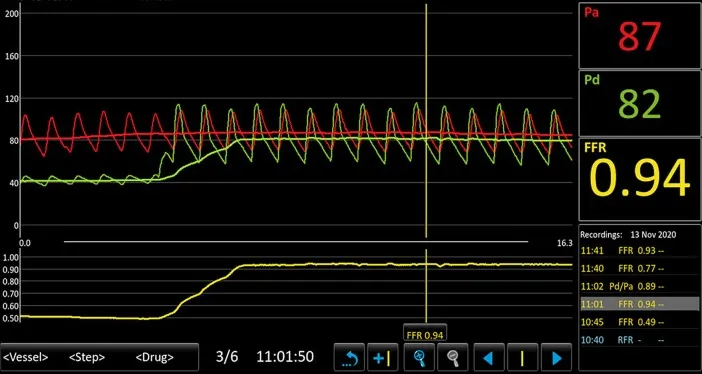 200
160
120
80
40
0
0.0
16.3
1.00
0.90
0.80
0.70
0.60
0.50
FFR 0.94
<Vessel> <Step> <Drug> 3/6 11:01:50
Pa
87
Pd
82
FFR
0.94
Recordings: 13 Nov 2020
11:41 FFR 0.93 --
11:40 FFR 0.77 --
11:02 Pd/Pa 0.89 --
11:01 FFR 0.94 --
10:45 FFR 0.49 --
10:40 RFR - --